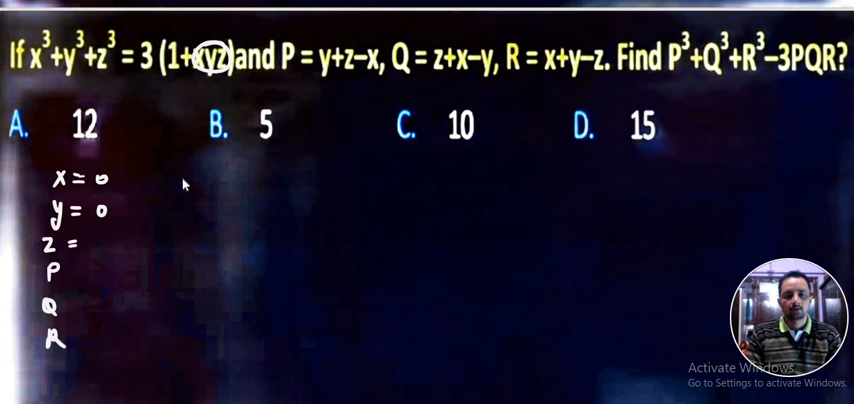 If x³+y³+z³ = 3 (1+xyz)and P = y+z–x, Q = z+x–y, R = x+y–z. Find P³+Q³+R³–3PQR?
A. 12 B. 5 C. 10 D. 15
x = 0
y = 0
z =
P
Q
R
Activate Windows
Go to Settings to activate Windows.